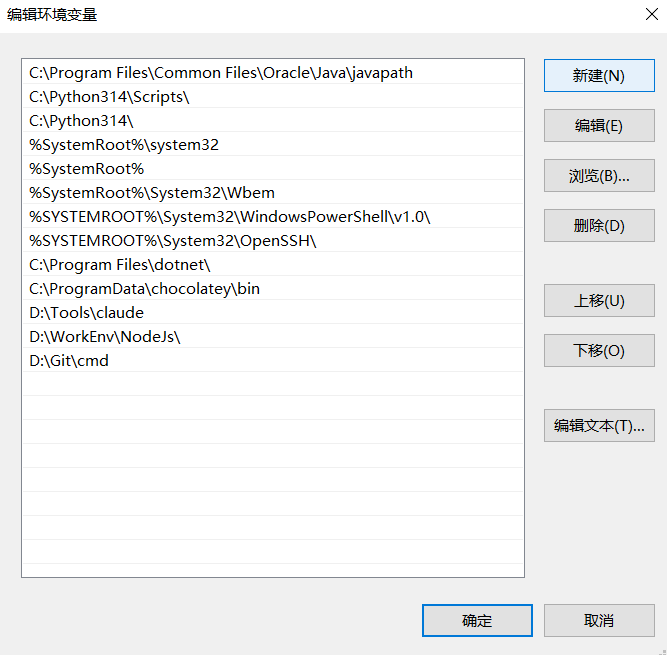 编辑环境变量
C:\Program Files\Common Files\Oracle\Java\javapath
C:\Python314\Scripts\
C:\Python314\
%SystemRoot%\system32
%SystemRoot%
%SystemRoot%\System32\Wbem
%SYSTEMROOT%\System32\WindowsPowerShell\v1.0\
%SYSTEMROOT%\System32\OpenSSH\
C:\Program Files\dotnet\
C:\ProgramData\chocolatey\bin
D:\Tools\claude
D:\WorkEnv\NodeJs\
D:\Git\cmd
新建(N)
编辑(E)
浏览(B)...
删除(D)
上移(U)
下移(O)
编辑文本(T)...
确定
取消